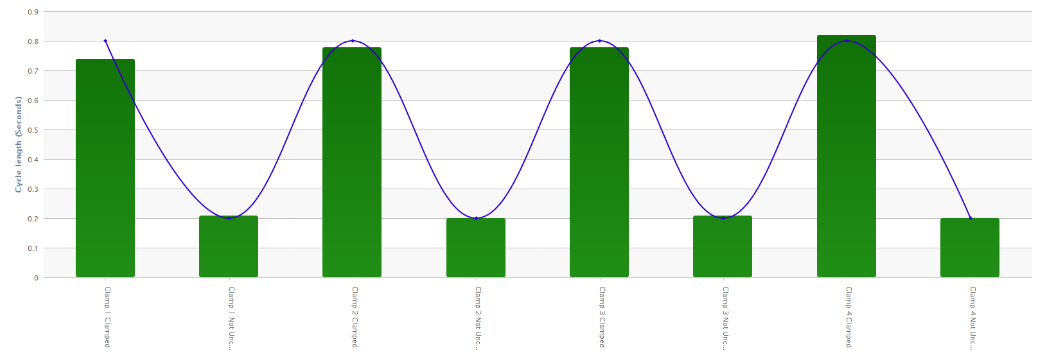 0.9
0.8
0.7
0.6
0.5
0.4
0.3
0.2
0.1
0
Cycle length (Seconds)
Clamp 1 Clamped
Clamp 1 Not Unc...
Clamp 2 Clamped
Clamp 2 Not Unc...
Clamp 3 Clamped
Clamp 3 Not Unc...
Clamp 4 Clamped
Clamp 4 Not Unc...